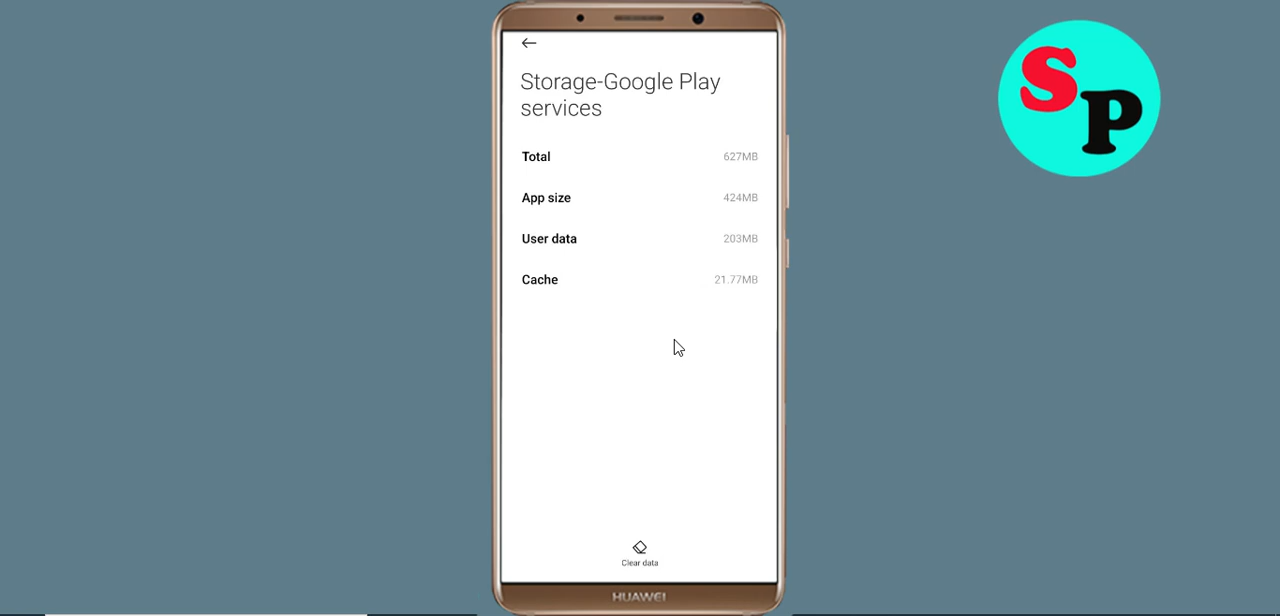 Storage-Google Play
services
Total 627MB
App size 424MB
User data 203MB
Cache 21.77MB
Clear data
HUAWEI
SP